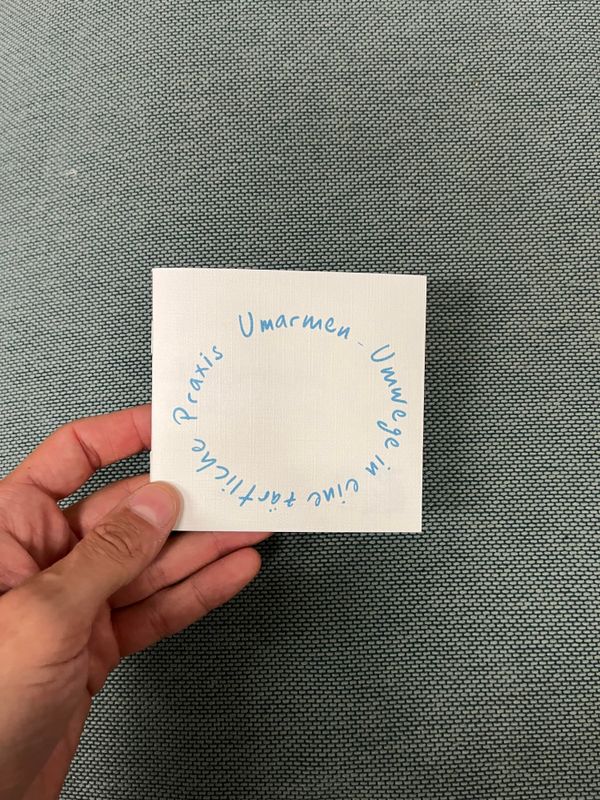 Umarmen - Umwege in eine zärtliche Praxis